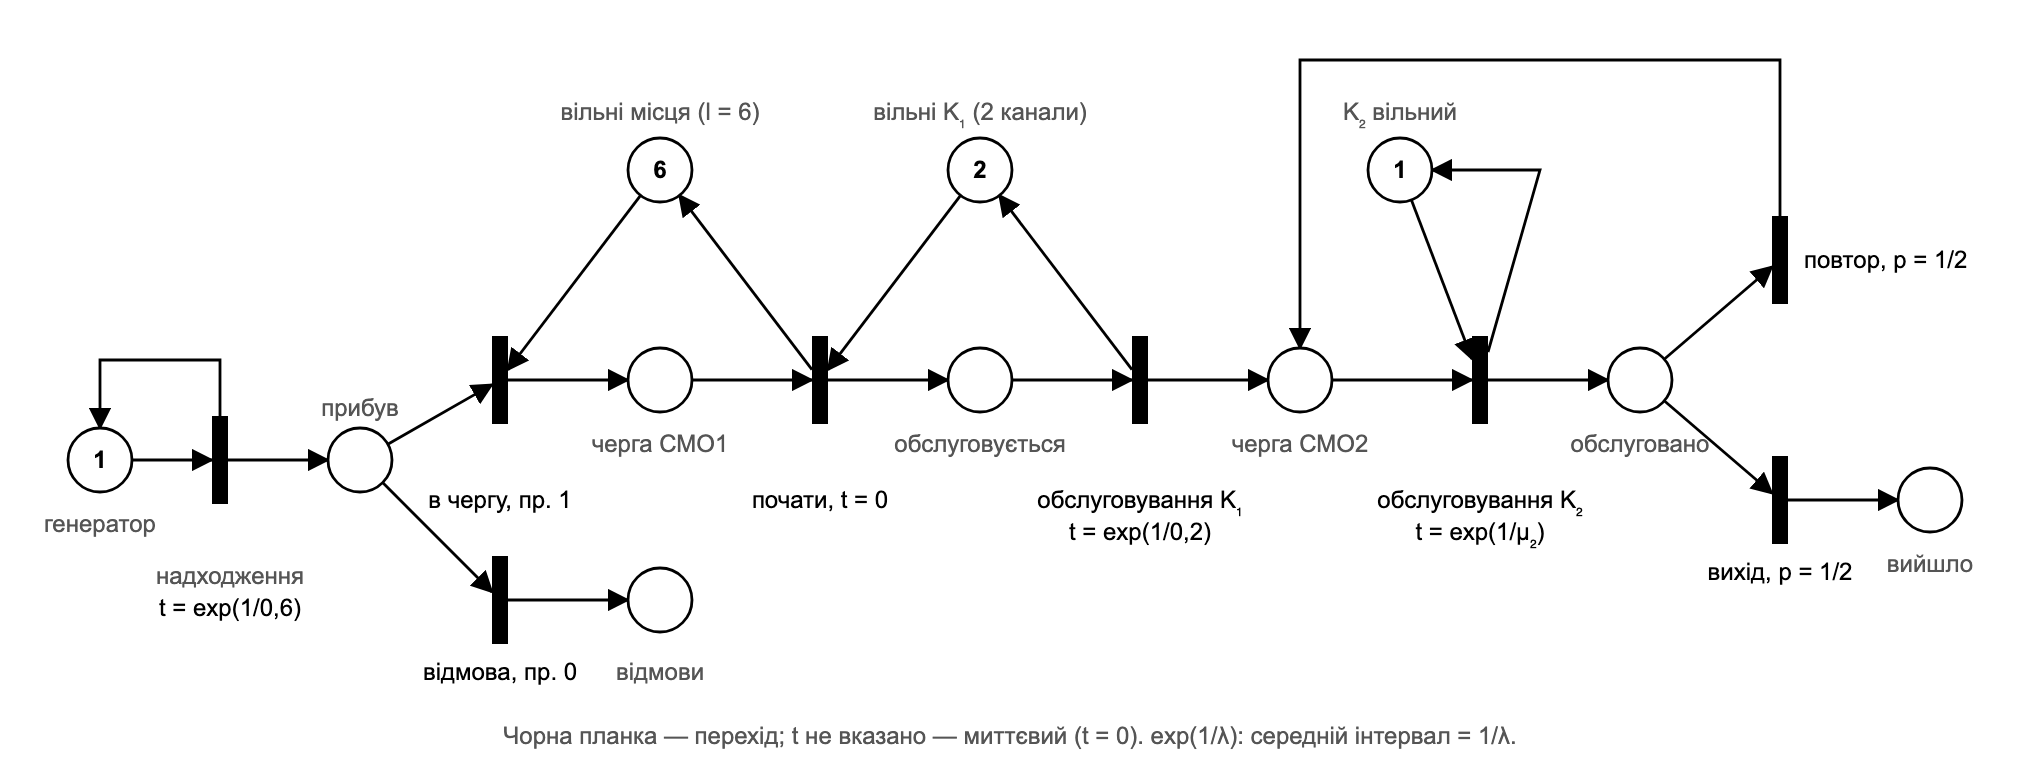 вільні місця (l = 6)
вільні K₁ (2 канали)
K₂ вільний
6
2
1
повтор, p = 1/2
прибув
черга СМО1
обслуговується
черга СМО2
обслуговано
1
генератор
в чергу, пр. 1
почати, t = 0
обслуговування K₁
t = exp(1/0,2)
обслуговування K₂
t = exp(1/μ₂)
надходження
t = exp(1/0,6)
вихід, p = 1/2
вийшло
відмова, пр. 0
відмови
Чорна планка — перехід; t не вказано — миттєвий (t = 0). exp(1/λ): середній інтервал = 1/λ.